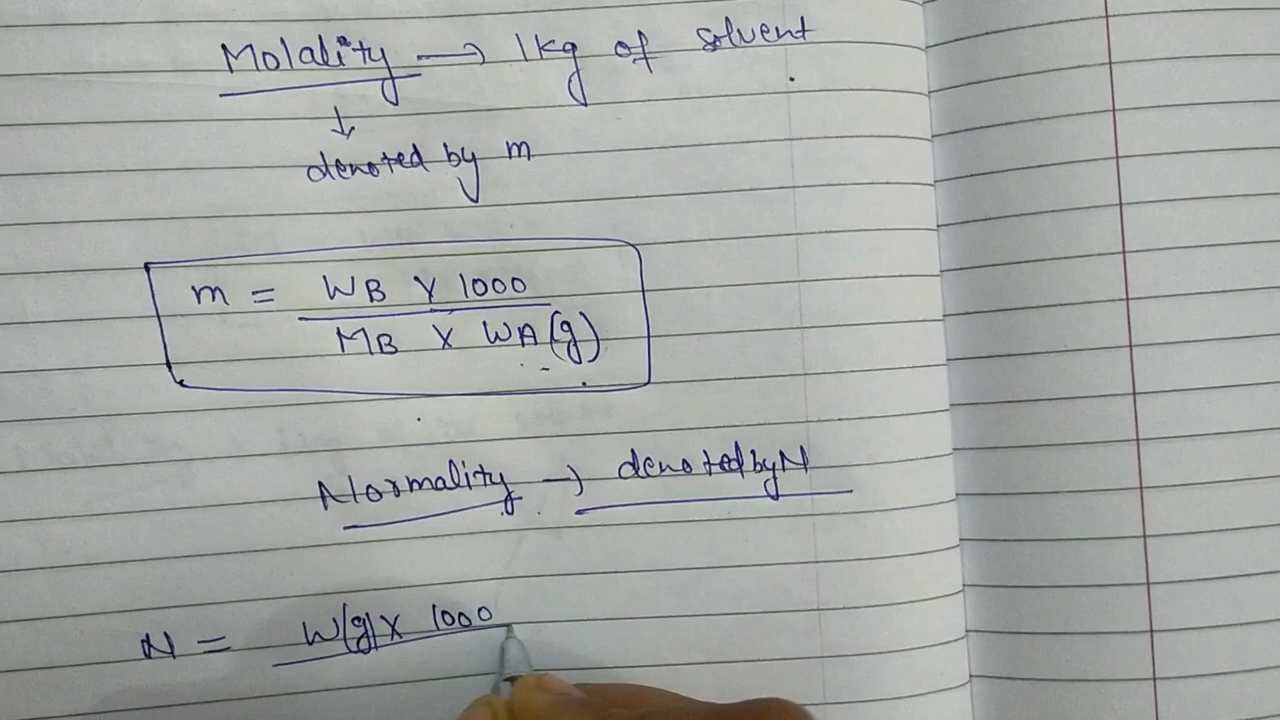 Molality → 1kg of solvent
↓
denoted by m
m = WB X 1000
MB X WA(g)
Normality → denoted by N
N = W(g) X 1000